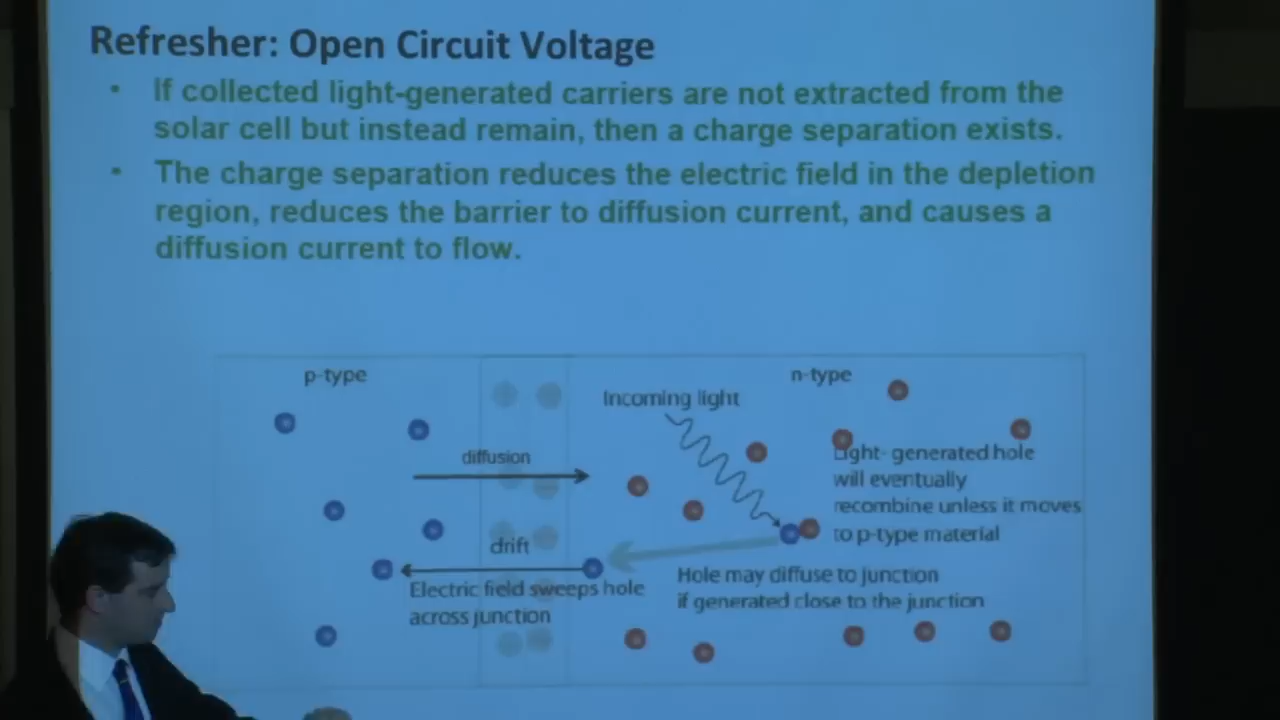 Refresher: Open Circuit Voltage
• If collected light-generated carriers are not extracted from the
solar cell but instead remain, then a charge separation exists.
• The charge separation reduces the electric field in the depletion
region, reduces the barrier to diffusion current, and causes a
diffusion current to flow.
p-type
n-type
Incoming light
diffusion
Light- generated hole
will eventually
recombine unless it moves
to p-type material
drift
Electric field sweeps hole
across junction
Hole may diffuse to junction
if generated close to the junction